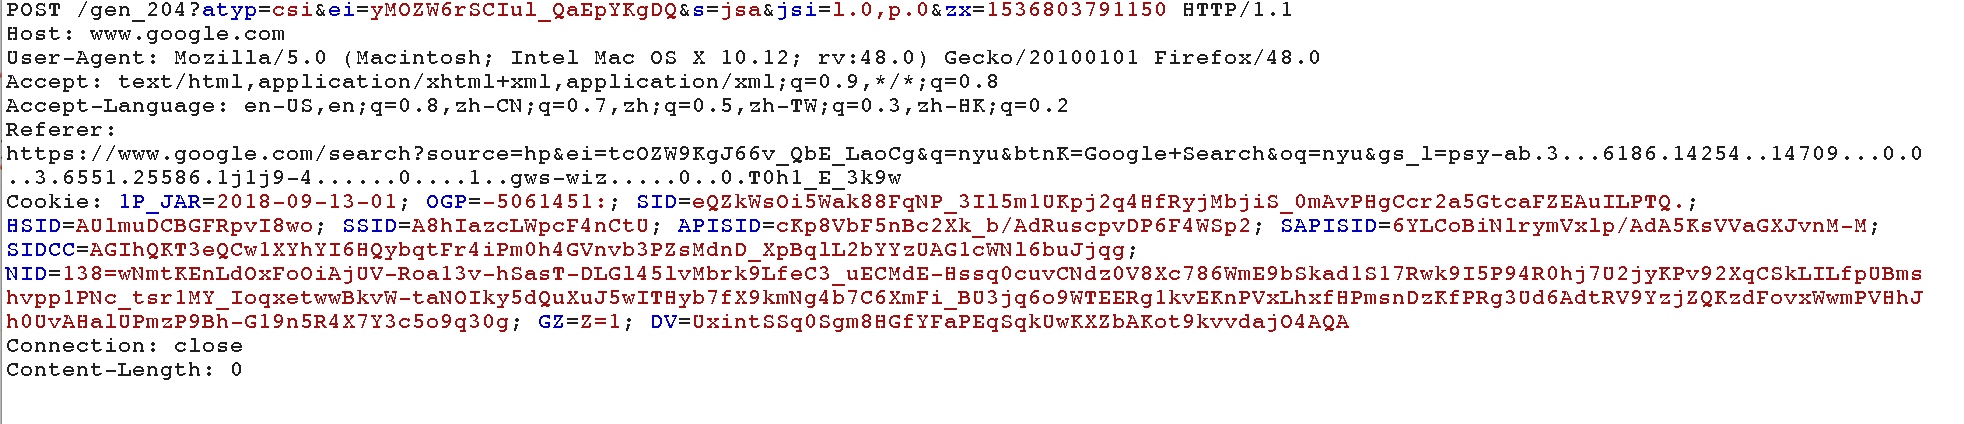 POST /gen_204?atyp=csi&ei=yMOZW6rSCIul_QaEpYKgDQ&s=jsa&jsi=l.0,p.0&zx=1536803791150 HTTP/1.1
Host: www.google.com
User-Agent: Mozilla/5.0 (Macintosh; Intel Mac OS X 10.12; rv:48.0) Gecko/20100101 Firefox/48.0
Accept: text/html,application/xhtml+xml,application/xml;q=0.9,*/*;q=0.8
Accept-Language: en-US,en;q=0.8,zh-CN;q=0.7,zh;q=0.5,zh-TW;q=0.3,zh-HK;q=0.2
Referer:
https://www.google.com/search?source=hp&ei=tcOZW9KgJ66v_QbE_LaoCg&q=nyu&btnK=Google+Search&oq=nyu&gs_l=psy-ab.3...6186.14254..14709...0.0
..3.6551.25586.1j1j9-4......0....1..gws-wiz.....0..0.T0h1_E_3k9w
Cookie: 1P_JAR=2018-09-13-01; OGP=-5061451:; SID=eQZkWsOi5Wak88FqNP_3Il5m1UKpj2q4HfRyjMbjiS_0mAvPHgCcr2a5GtcaFZEAuILPTQ.;
HSID=AUlmuDCBGFRpvI8wo; SSID=A8hIazcLWpcF4nCtU; APISID=cKp8VbF5nBc2Xk_b/AdRuscpvDP6F4WSp2; SAPISID=6YLCoBiNlrymVxlp/AdA5KsVVaGXJvnM-M;
SIDCC=AGIhQKT3eQCw1XYhYI6HQybqtFr4iPm0h4GVnvb3PZsMdnD_XpBqlL2bYYzUAG1cWNl6buJjqg;
NID=138=wNmtKEnLdOxFoOiAjUV-Roa13v-hSasT-DLGl45lvMbrk9LfeC3_uECMdE-Hssq0cuvCNdz0V8Xc786WmE9bSkad1S17Rwk9I5P94R0hj7U2jyKPv92XqCSkLILfpUBms
hvpp1PNc_tsr1MY_IoqxetwwBkvW-taNOIky5dQuXuJ5wITHyb7fX9kmNg4b7C6XmFi_BU3jq6o9WTEERg1kvEKnPVxLhxfHPmsnDzKfPRg3Ud6AdtRV9YzjZQKzdFovxWwmPVHhJ
h0UvAHalUPmzP9Bh-G19n5R4X7Y3c5o9q30g; GZ=Z=1; DV=UxintSSq0Sgm8HGfYFaPEqSqkUwKXZbAKot9kvvdajO4AQA
Connection: close
Content-Length: 0